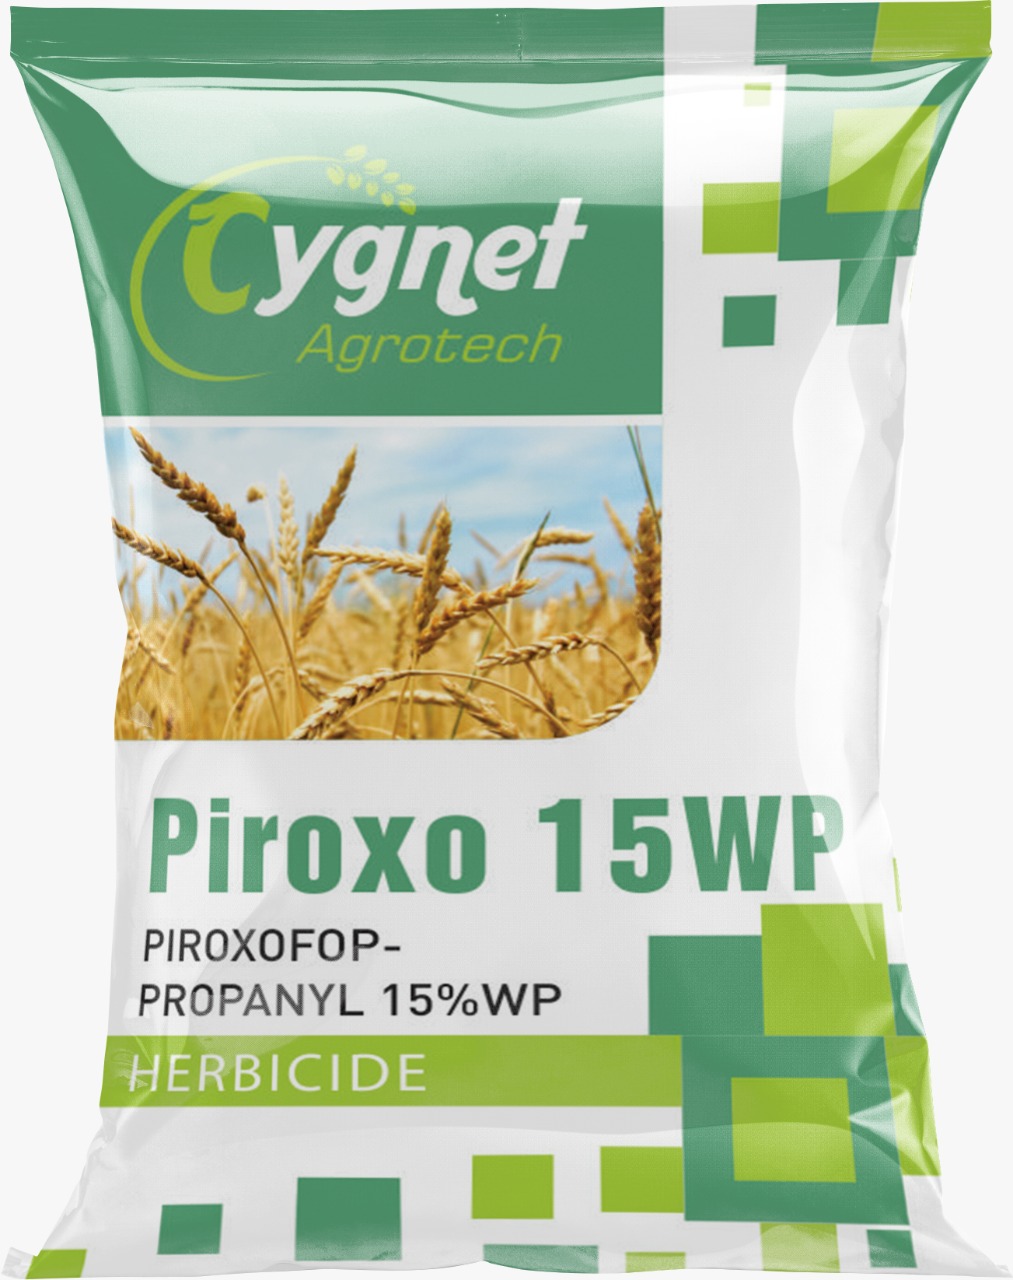 Cygnet
Agrotech
Piroxo 15WP
PIROXOFOP-
PROPANYL 15%WP
HERBICIDE